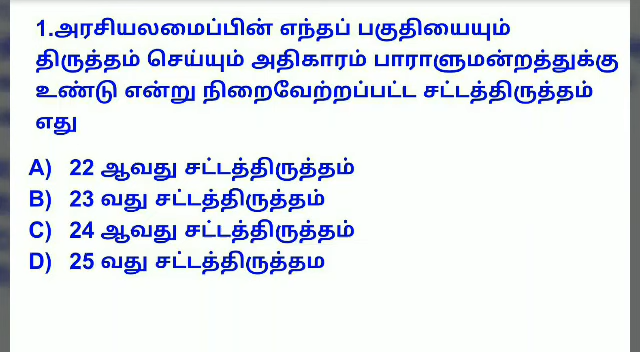 1.அரசியலமைப்பின் எந்தப் பகுதியையும்
திருத்தம் செய்யும் அதிகாரம் பாராளுமன்றத்துக்கு
உண்டு என்று நிறைவேற்றப்பட்ட சட்டத்திருத்தம்
எது
A) 22 ஆவது சட்டத்திருத்தம்
B) 23 வது சட்டத்திருத்தம்
C) 24 ஆவது சட்டத்திருத்தம்
D) 25 வது சட்டத்திருத்தம